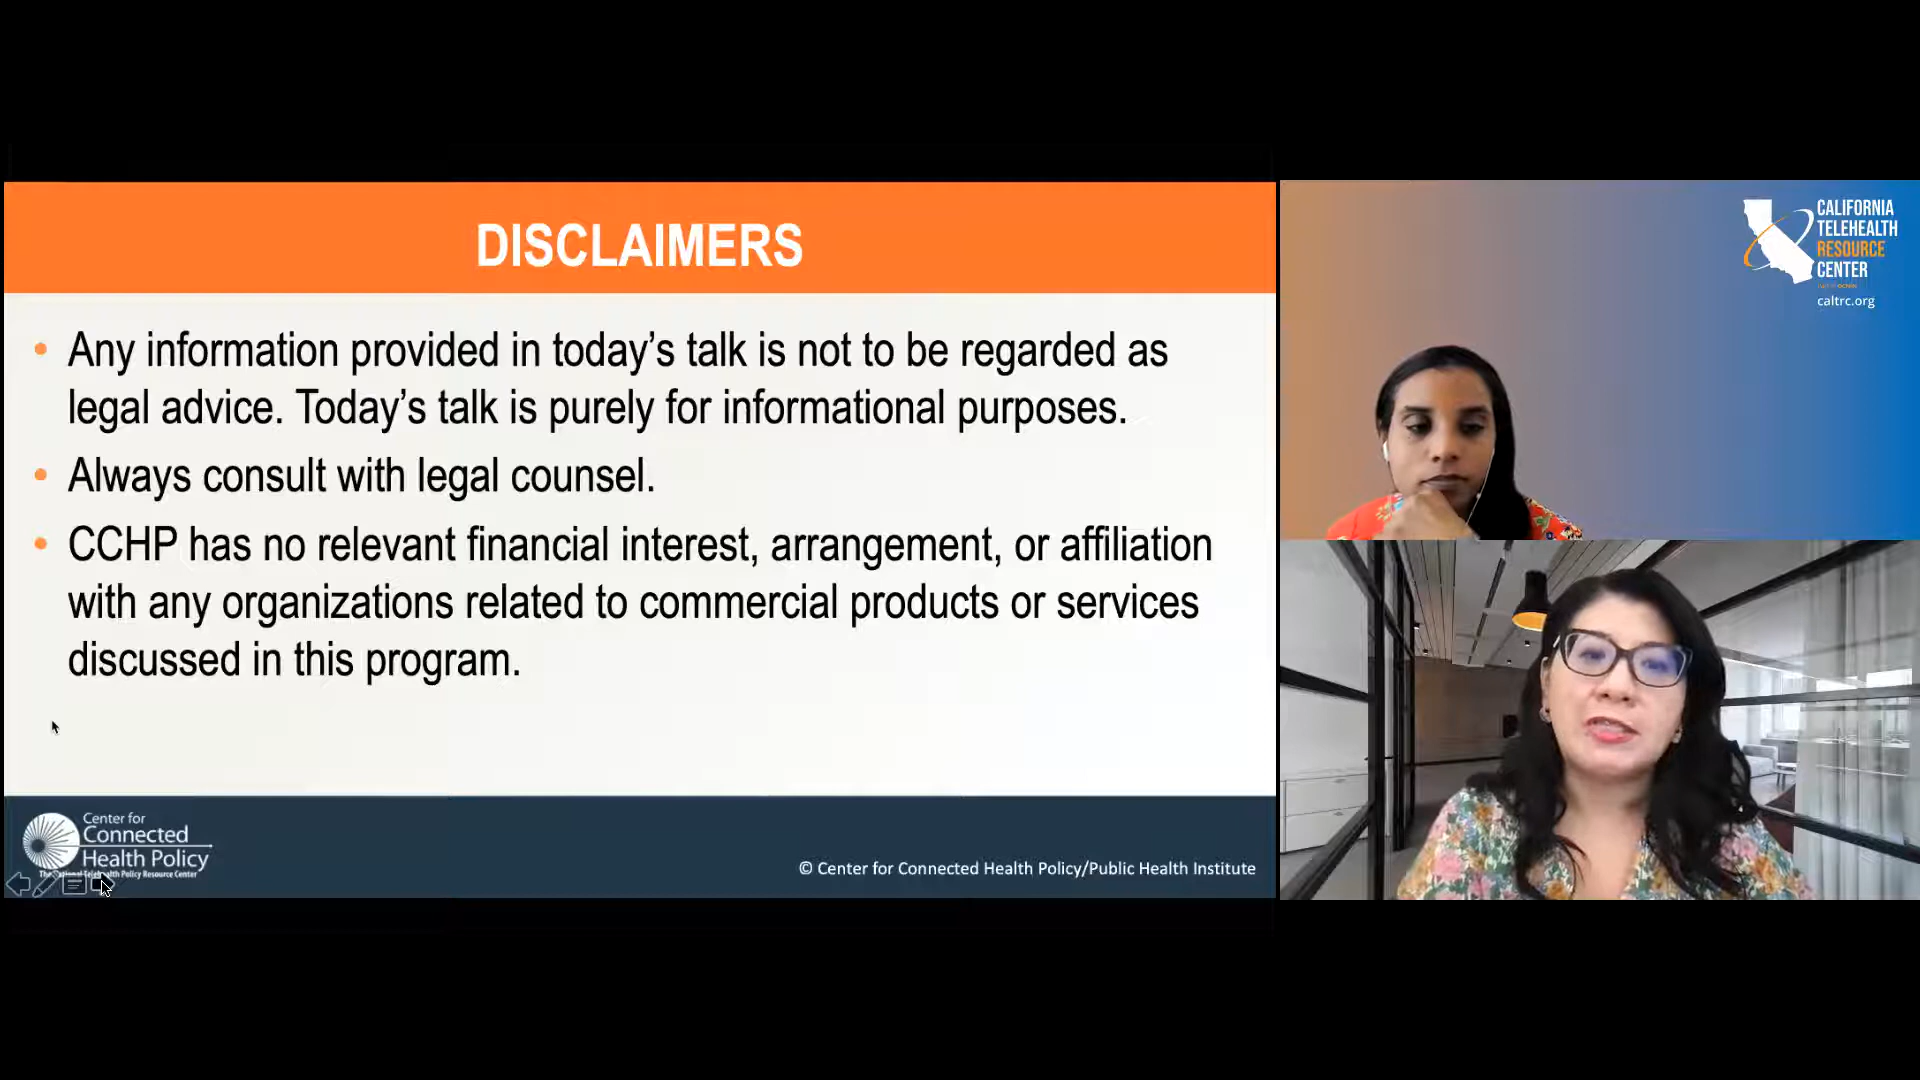 DISCLAIMERS
• Any information provided in today’s talk is not to be regarded as
legal advice. Today’s talk is purely for informational purposes.
• Always consult with legal counsel.
• CCHP has no relevant financial interest, arrangement, or affiliation
with any organizations related to commercial products or services
discussed in this program.
Center for
Connected
Health Policy
The National Telehealth Policy Resource Center
© Center for Connected Health Policy/Public Health Institute
CALIFORNIA
TELEHEALTH
RESOURCE
CENTER
caltrc.org